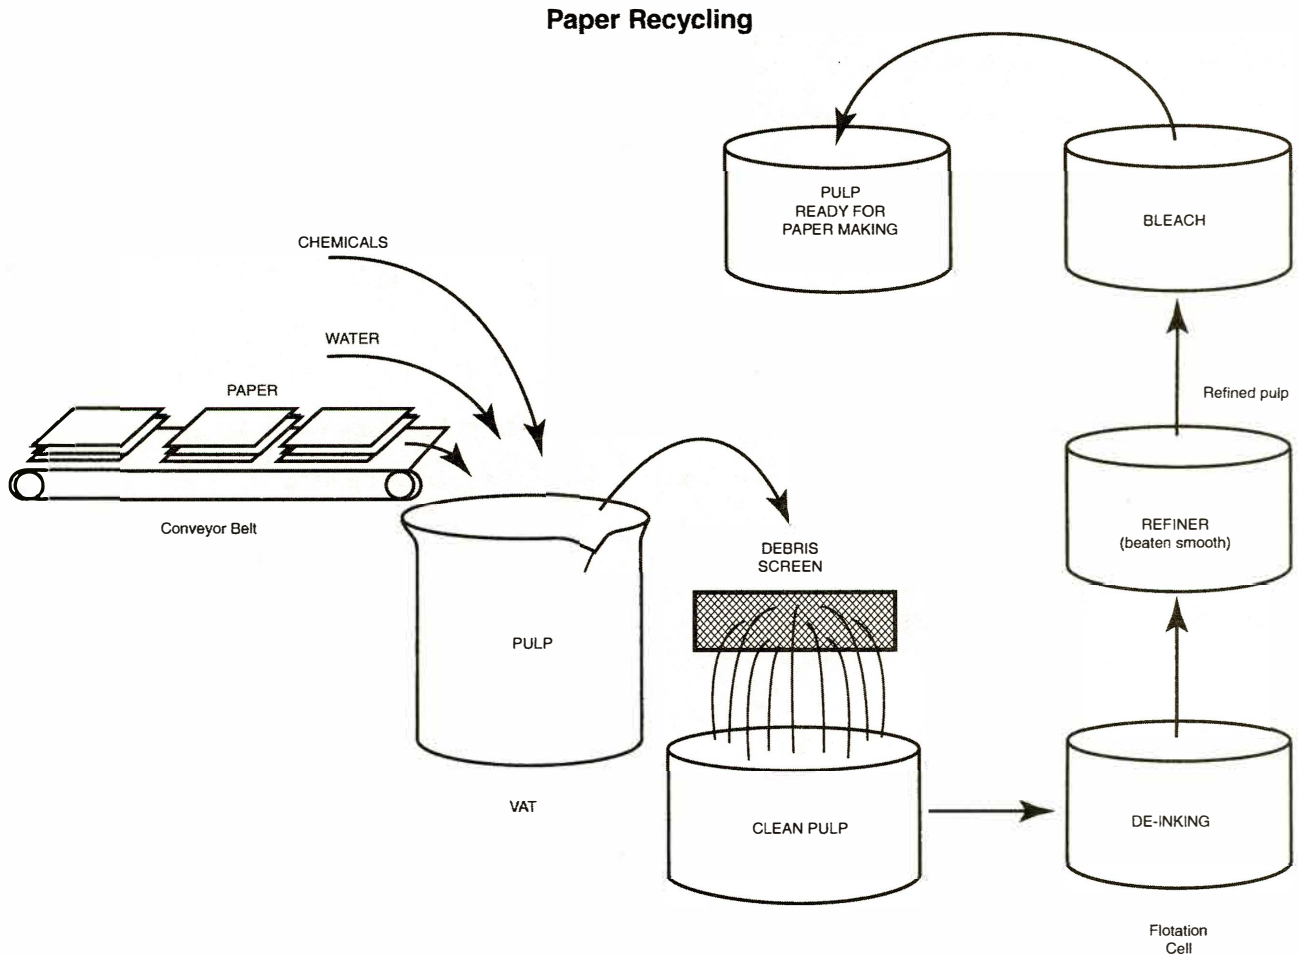 Paper Recycling
CHEMICALS
WATER
PAPER
Conveyor Belt
PULP
VAT
DEBRIS
SCREEN
CLEAN PULP
DE-INKING
Flotation
Cell
REFINER
(beaten smooth)
Refined pulp
BLEACH
PULP
READY FOR
PAPER MAKING